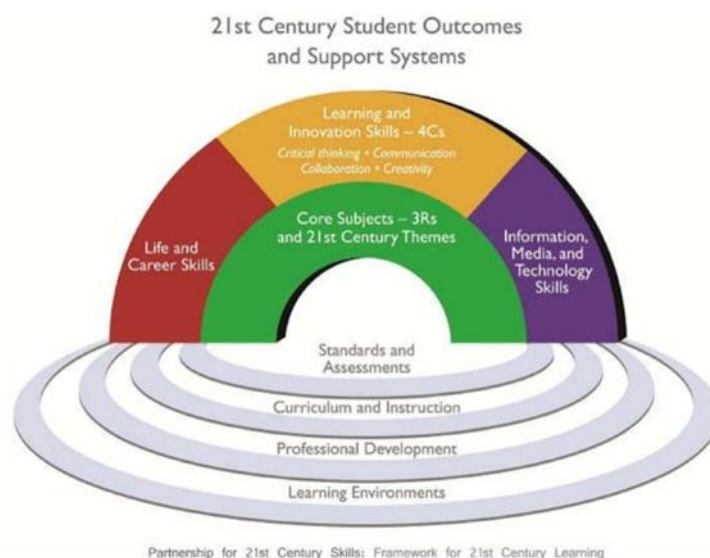 21st Century Student Outcomes
and Support Systems
Learning and
Innovation Skills – 4Cs
Critical thinking • Communication
Collaboration • Creativity
Core Subjects – 3Rs
and 21st Century Themes
Life and
Career Skills
Information,
Media, and
Technology
Skills
Standards and
Assessments
Curriculum and Instruction
Professional Development
Learning Environments
Partnership for 21st Century Skills: Framework for 21st Century Learning